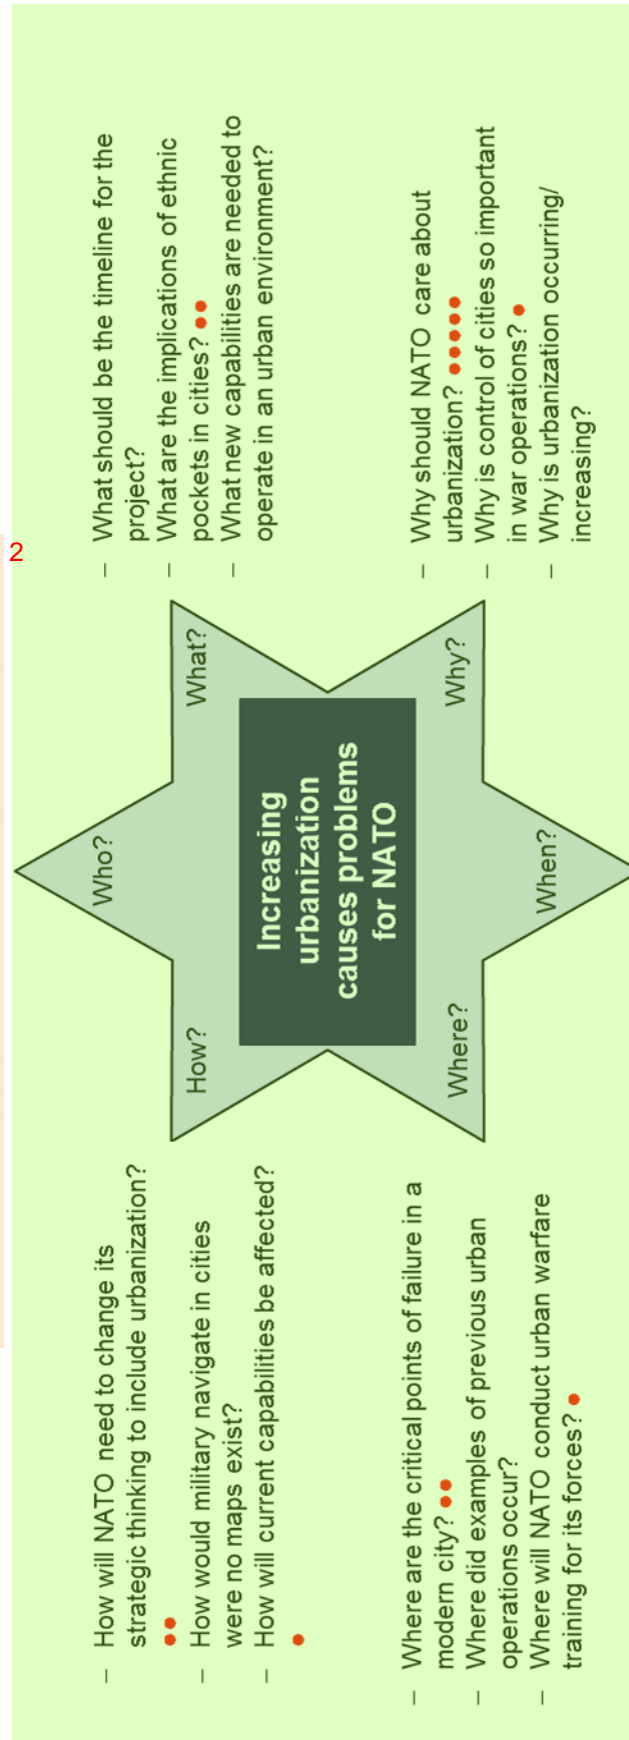 2
Who?
What?
Why?
When?
Where?
How?
Increasing
urbanization
causes problems
for NATO
– What should be the timeline for the
project?
– What are the implications of ethnic
pockets in cities?
– What new capabilities are needed to
operate in an urban environment?
– Why should NATO care about
urbanization?
– Why is control of cities so important
in war operations?
– Why is urbanization occurring/
increasing?
– How will NATO need to change its
strategic thinking to include urbanization?
– How would military navigate in cities
were no maps exist?
– How will current capabilities be affected?
– Where are the critical points of failure in a
modern city?
– Where did examples of previous urban
operations occur?
– Where will NATO conduct urban warfare
training for its forces?